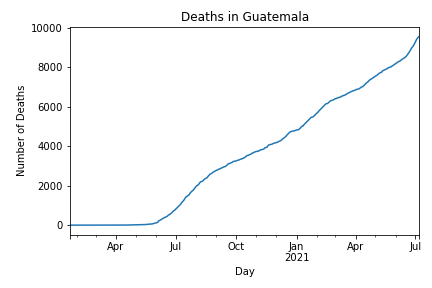 Deaths in Guatemala
10000
8000
6000
4000
2000
0
Number of Deaths
Apr Jul Oct Jan Apr Jul
2021
Day